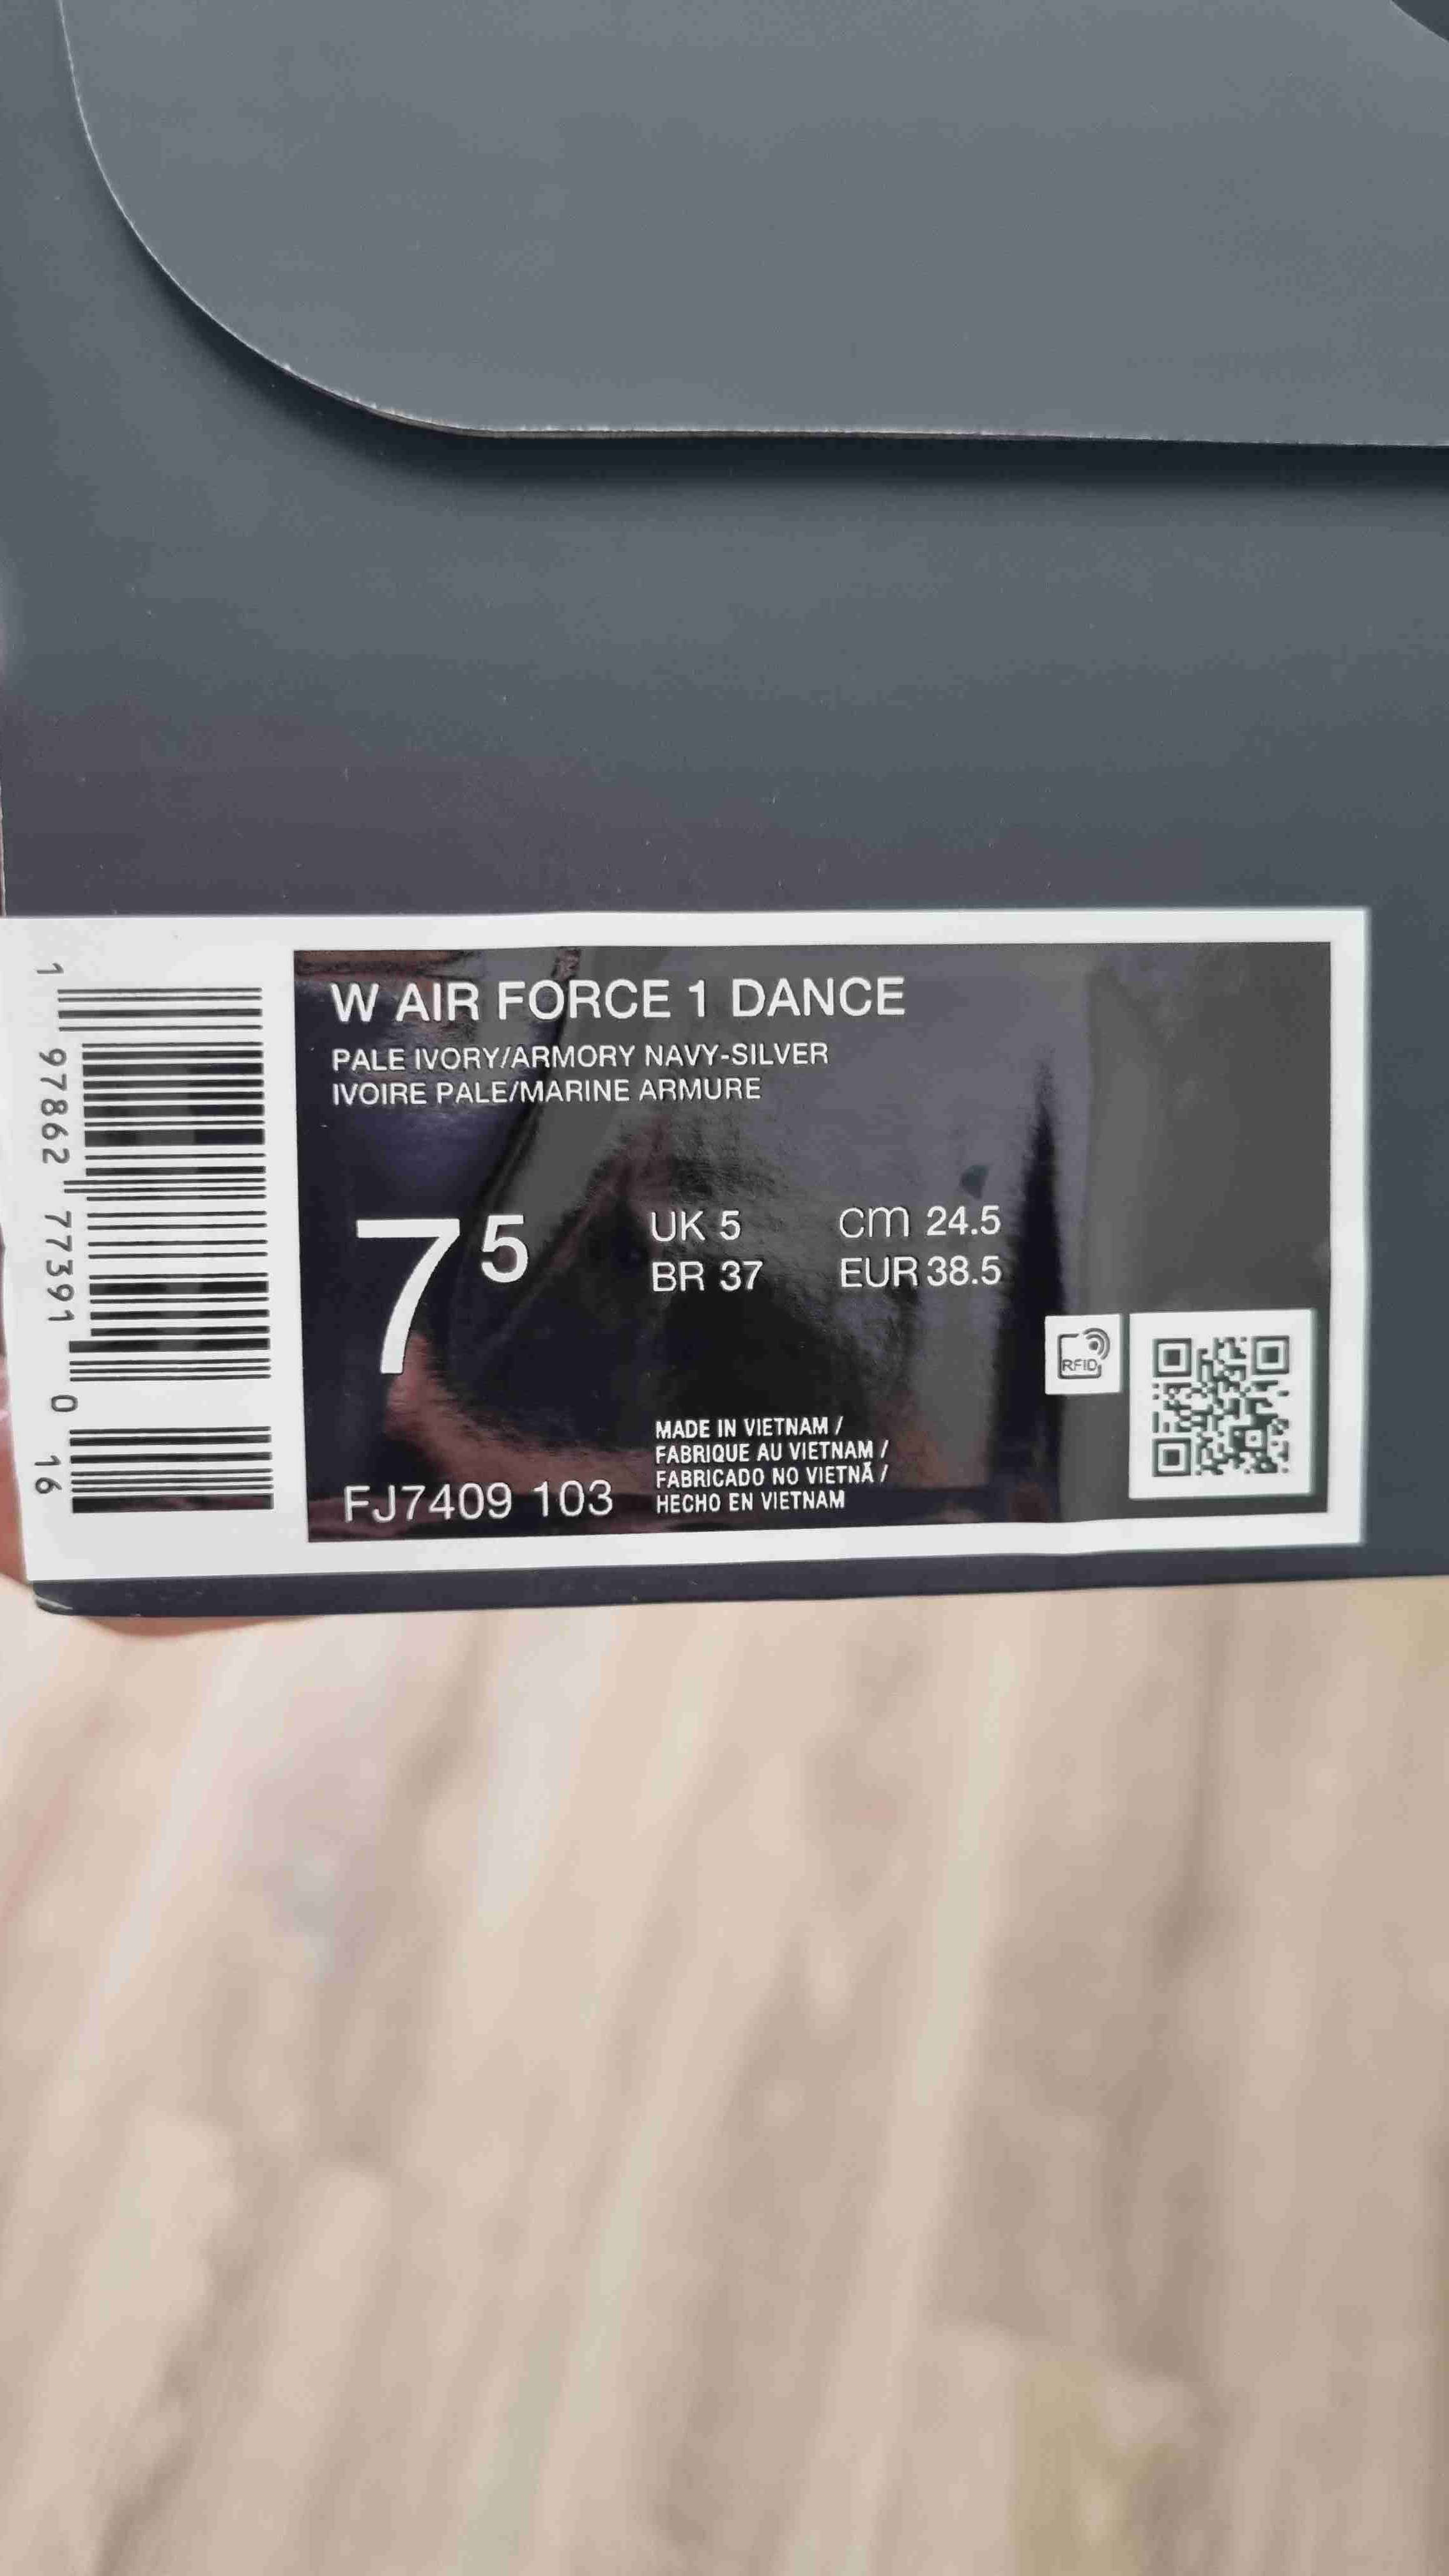 W AIR FORCE 1 DANCE
PALE IVORY/ARMORY NAVY-SILVER
IVOIRE PALE/MARINE ARMURE
7 5
UK 5
BR 37
cm 24.5
EUR 38.5
RFID
MADE IN VIETNAM /
FABRIQUE AU VIETNAM /
FABRICADO NO VIETNÃ /
HECHO EN VIETNAM
FJ7409 103
1 97862 77391 0 16